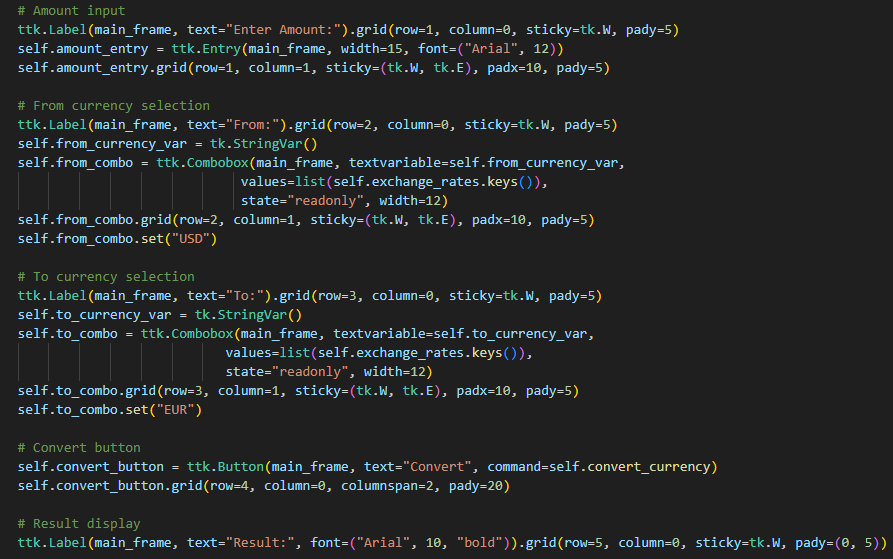 # Amount input
ttk.Label(main_frame, text="Enter Amount:").grid(row=1, column=0, sticky=tk.W, pady=5)
self.amount_entry = ttk.Entry(main_frame, width=15, font=("Arial", 12))
self.amount_entry.grid(row=1, column=1, sticky=(tk.W, tk.E), padx=10, pady=5)

# From currency selection
ttk.Label(main_frame, text="From:").grid(row=2, column=0, sticky=tk.W, pady=5)
self.from_currency_var = tk.StringVar()
self.from_combo = ttk.Combobox(main_frame, textvariable=self.from_currency_var,
                             values=list(self.exchange_rates.keys()),
                             state="readonly", width=12)
self.from_combo.grid(row=2, column=1, sticky=(tk.W, tk.E), padx=10, pady=5)
self.from_combo.set("USD")

# To currency selection
ttk.Label(main_frame, text="To:").grid(row=3, column=0, sticky=tk.W, pady=5)
self.to_currency_var = tk.StringVar()
self.to_combo = ttk.Combobox(main_frame, textvariable=self.to_currency_var,
                           values=list(self.exchange_rates.keys()),
                           state="readonly", width=12)
self.to_combo.grid(row=3, column=1, sticky=(tk.W, tk.E), padx=10, pady=5)
self.to_combo.set("EUR")

# Convert button
self.convert_button = ttk.Button(main_frame, text="Convert", command=self.convert_currency)
self.convert_button.grid(row=4, column=0, columnspan=2, pady=20)

# Result display
ttk.Label(main_frame, text="Result:", font=("Arial", 10, "bold")).grid(row=5, column=0, sticky=tk.W, pady=(0, 5))